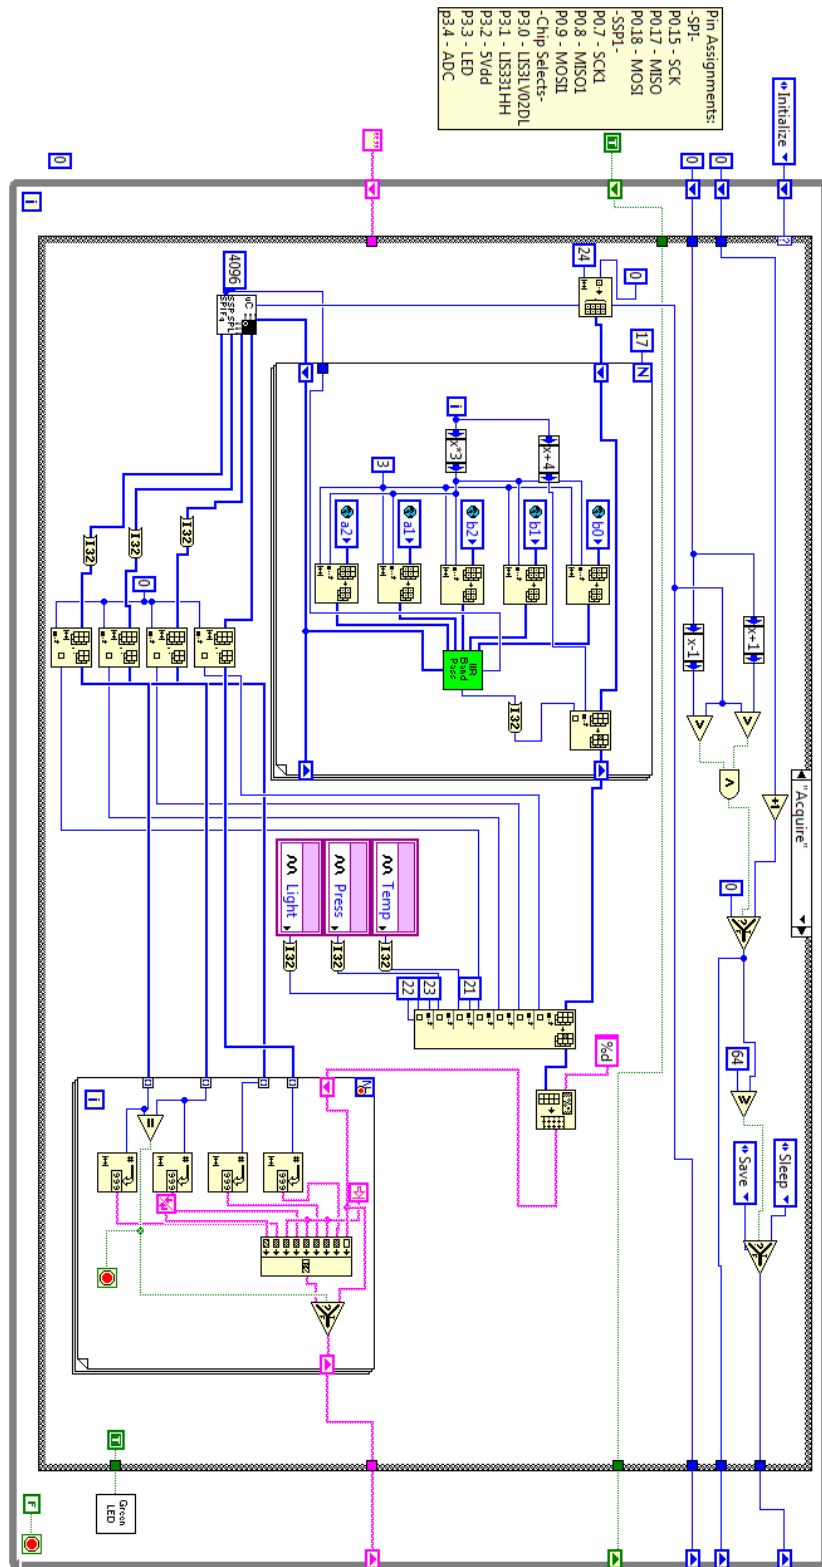 Initialize
0
0
Pin Assignments:
-SPI-
P0.15 - SCK
P0.17 - MISO
P0.18 - MOSI
-SSP1-
P0.7 - SCK1
P0.8 - MISO1
P0.9 - MOSI1
-Chip Selects-
P3.0 - LIS3LV02DL
P3.1 - LIS331HH
P3.2 - 5Vdd
P3.3 - LED
p3.4 - ADC
T
0
i
"Acquire"
x+1
x-1
+1
0
64
Sleep
Save
0
24
17
N
i
x+4
x*3
3
b0
b1
b2
a1
a2
IIR
Band
Pass
I32
4096
uC
SSP SPI
I32
I32
I32
0
Temp
Press
Light
I32
I32
I32
21
23
22
%d
N
i
=
T
Green
LED
F